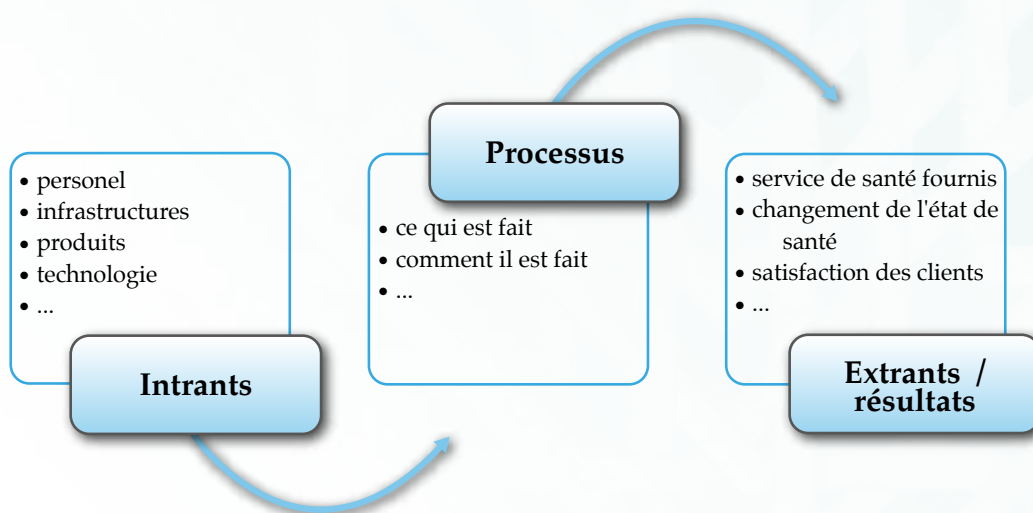 • personel
• infrastructures
• produits
• technologie
• ...
Intrants
Processus
• ce qui est fait
• comment il est fait
• ...
• service de santé fournis
• changement de l'état de
santé
• satisfaction des clients
• ...
Extrants /
résultats